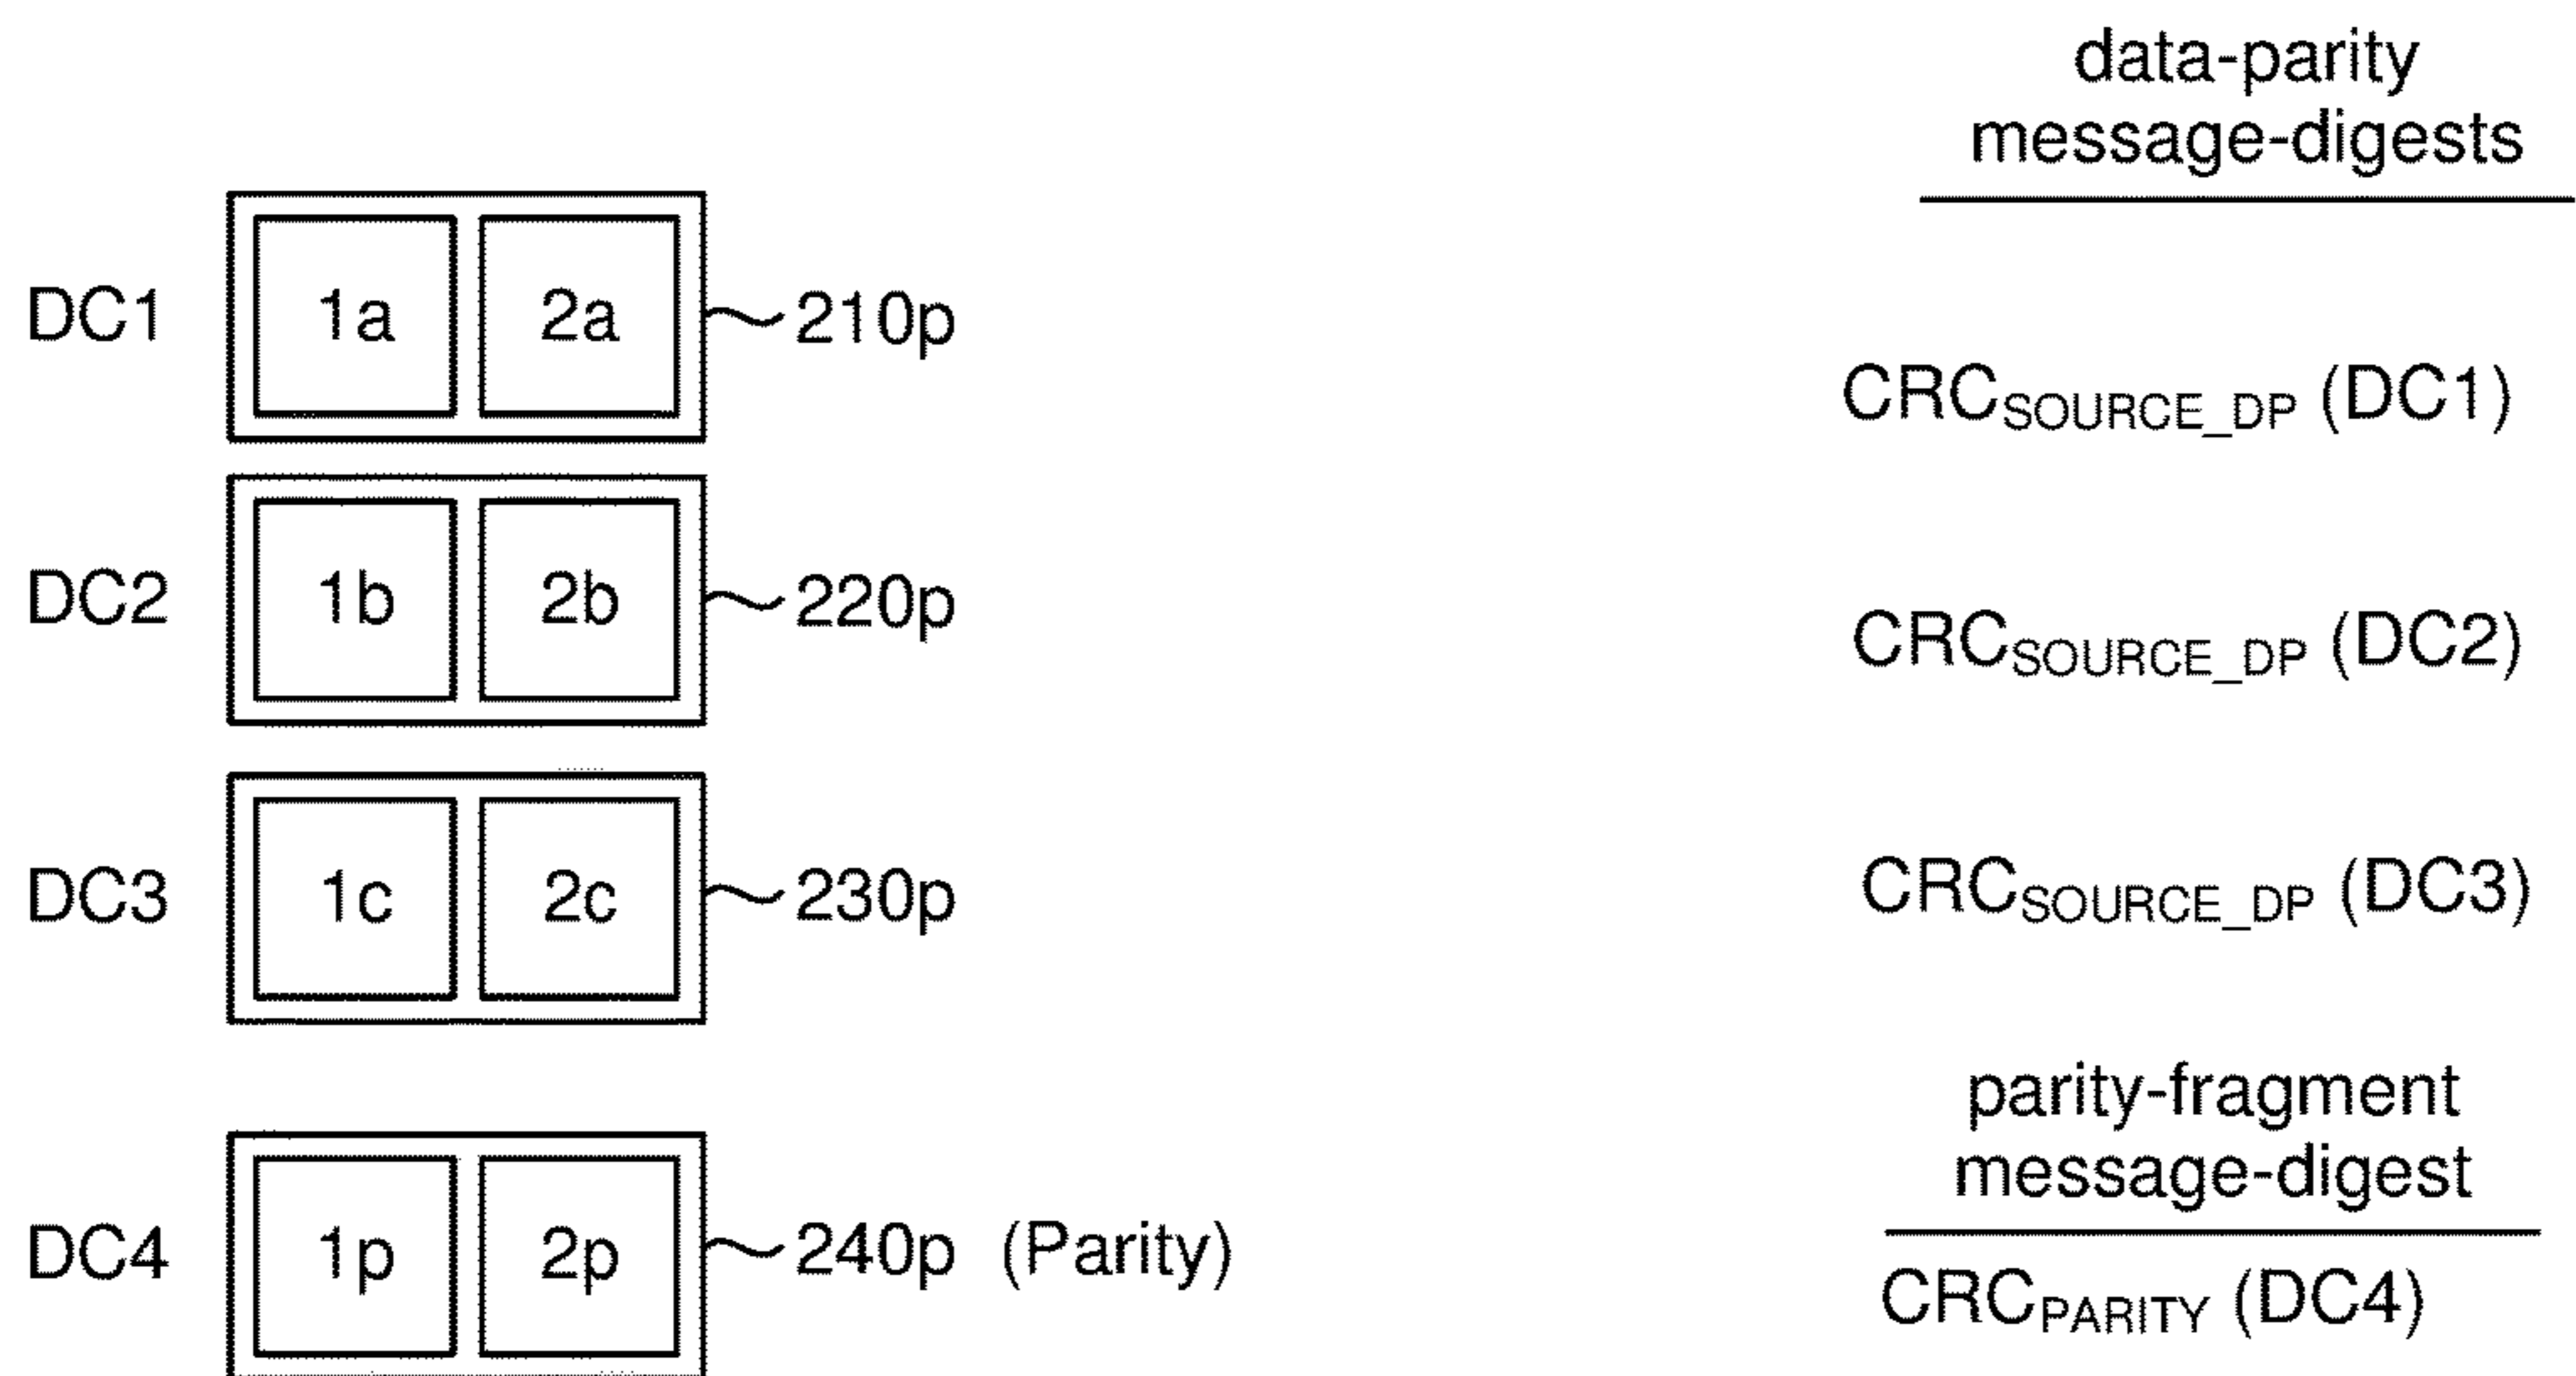 data-parity
message-digests
DC1 1a 2a 210p
CRCSOURCE_DP (DC1)
DC2 1b 2b 220p
CRCSOURCE_DP (DC2)
DC3 1c 2c 230p
CRCSOURCE_DP (DC3)
parity-fragment
message-digest
DC4 1p 2p 240p (Parity)
CRCPARITY (DC4)